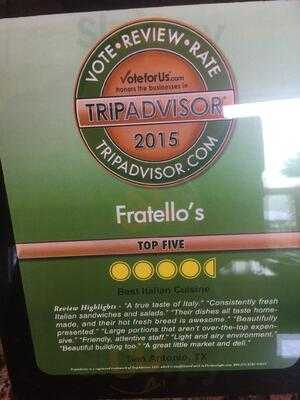 VOTE • REVIEW • RATE
VoteforUs.com
honors the businesses in
TRIPADVISOR®
2015
TRIPADVISOR.COM
Fratello's
TOP FIVE
Best Italian Cuisine
Review Highlights - "A true taste of Italy." "Consistently fresh
Italian sandwiches and salads." "Their dishes all taste home-
made, and their hot fresh bread is awesome." "Beautifully
presented." "Large portions that aren't over-the-top expen-
sive." "Friendly, attentive staff." "Light and airy environment."
"Beautiful building too." "A great little market and deli."
San Antonio, TX